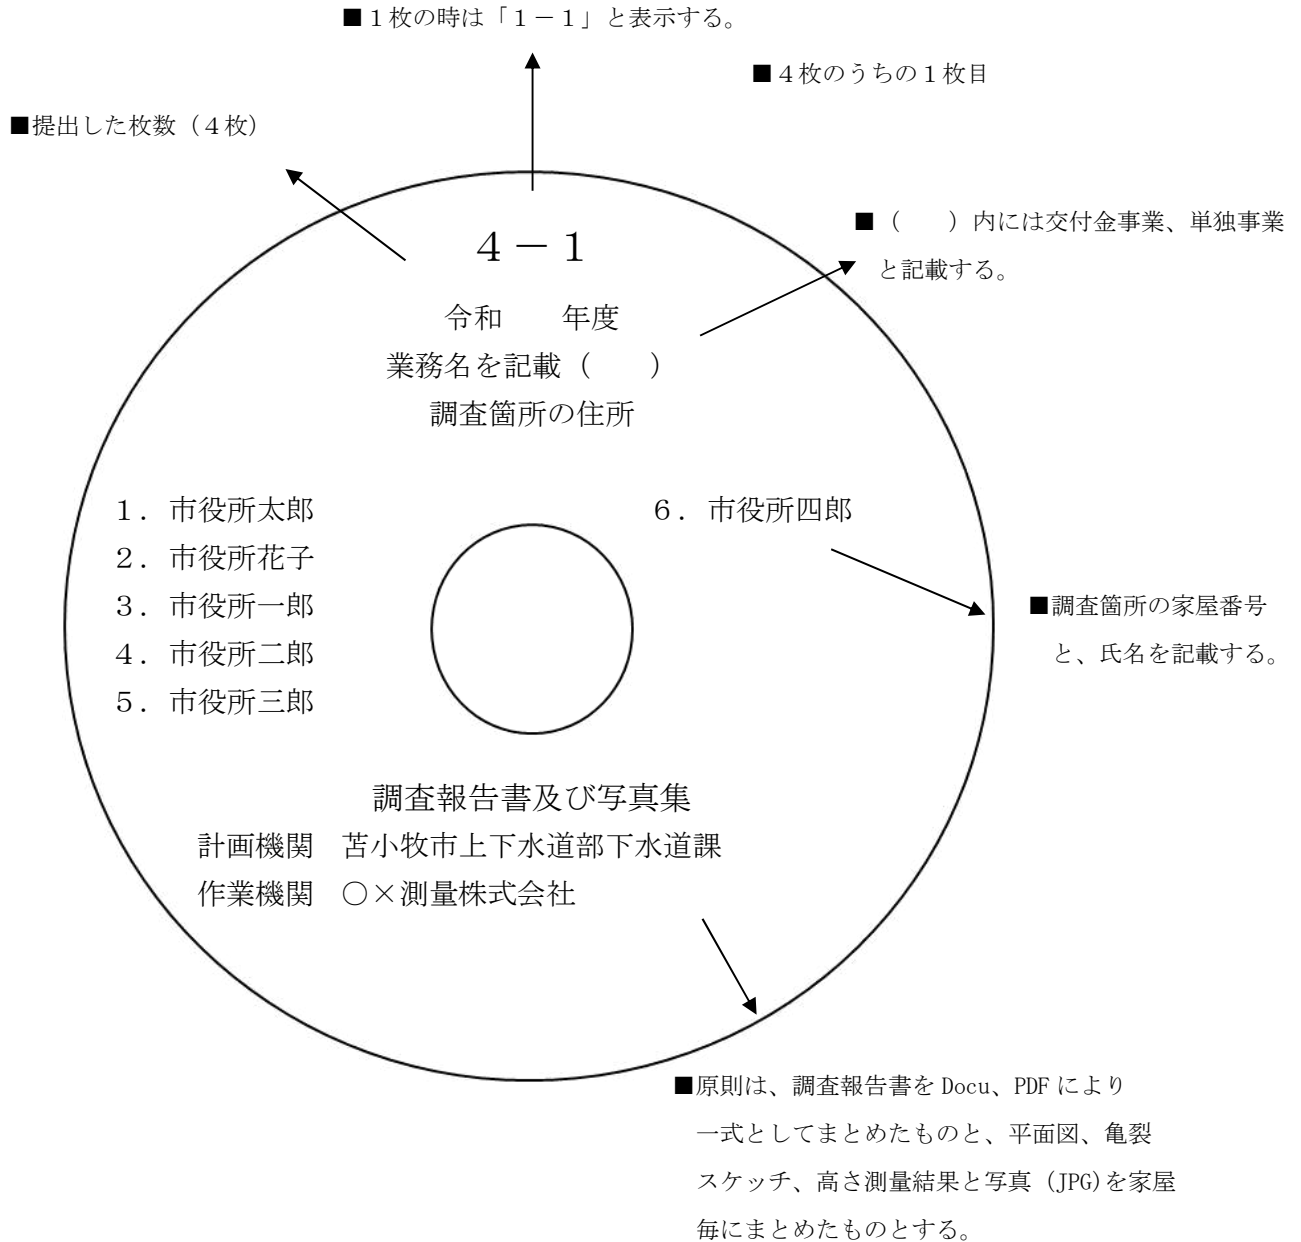 ■１枚の時は「１－１」と表示する。
■４枚のうちの１枚目
■提出した枚数（４枚）
■（　　）内には交付金事業、単独事業
と記載する。
４－１
令和　　年度
業務名を記載（　　）
調査箇所の住所
１．市役所太郎
２．市役所花子
３．市役所一郎
４．市役所二郎
５．市役所三郎
６．市役所四郎
■調査箇所の家屋番号
と、氏名を記載する。
調査報告書及び写真集
計画機関　苫小牧市上下水道部下水道課
作業機関　○×測量株式会社
■原則は、調査報告書を Docu、PDF により
一式としてまとめたものと、平面図、亀裂
スケッチ、高さ測量結果と写真（JPG)を家屋
毎にまとめたものとする。